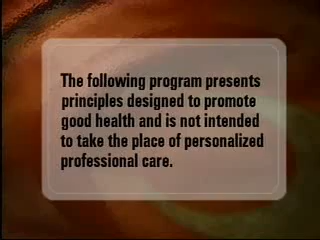 The following program presents
principles designed to promote
good health and is not intended
to take the place of personalized
professional care.